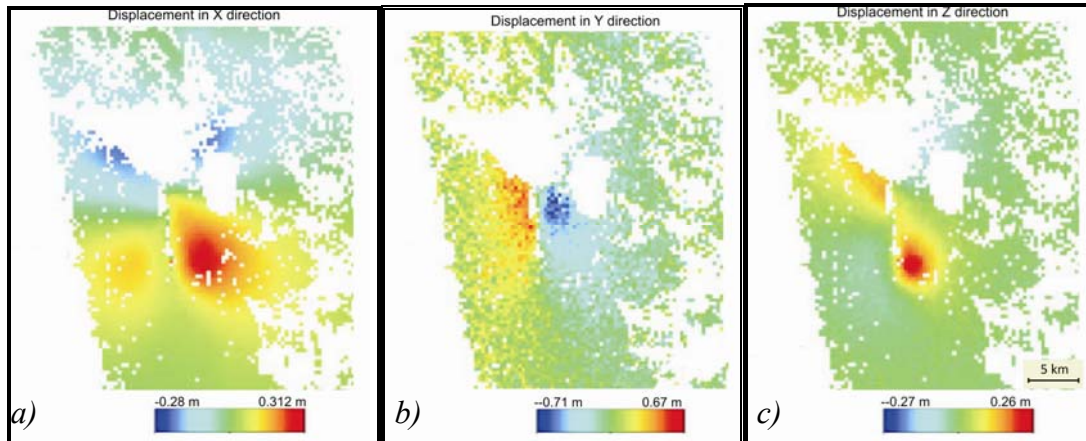 Displacement in X direction
Displacement in Y direction
Displacement in Z direction
5 km
a)
-0.28 m 0.312 m
b)
--0.71 m 0.67 m
c)
--0.27 m 0.26 m